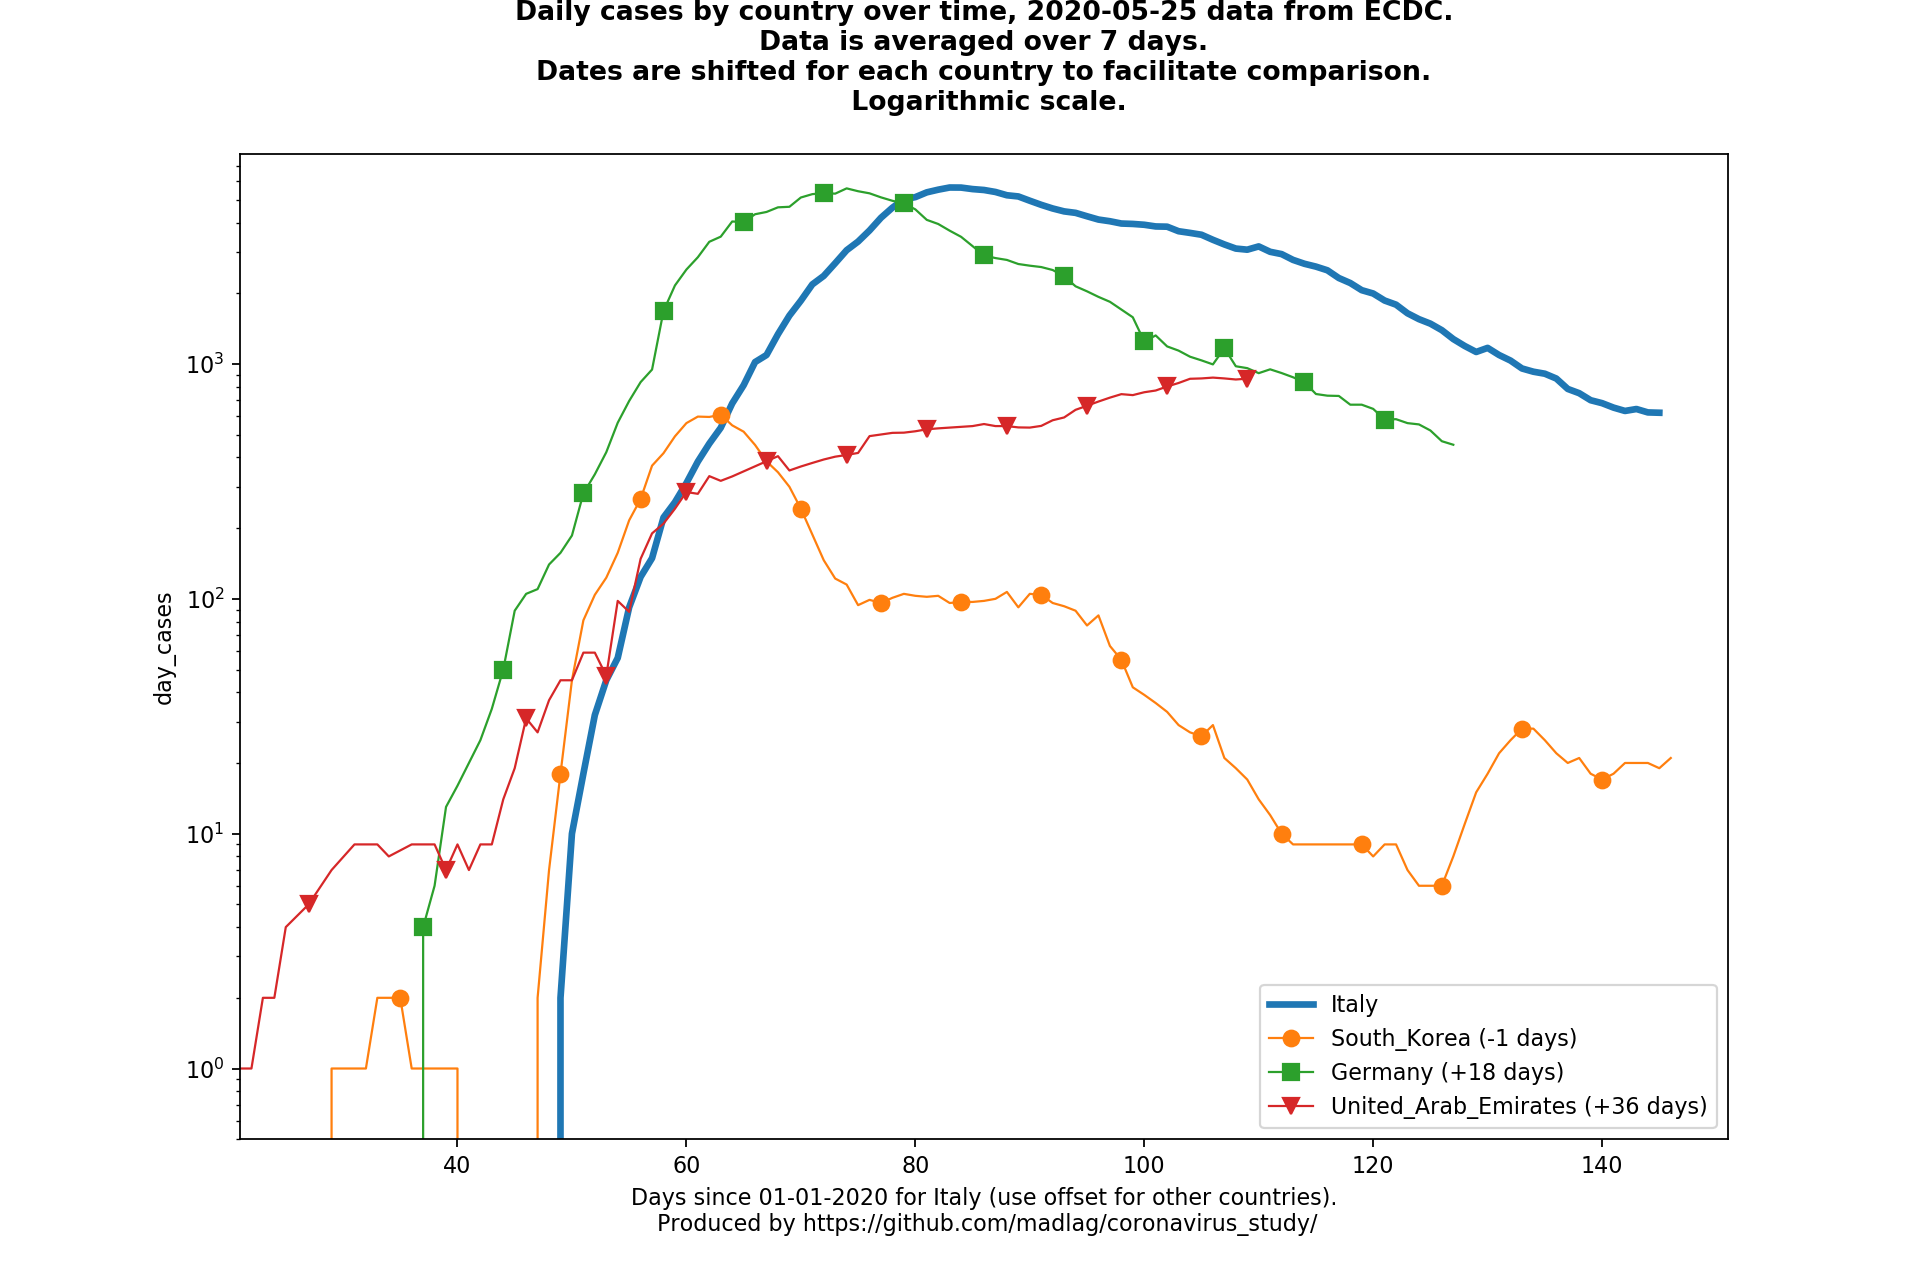 Daily cases by country over time, 2020-05-25 data from ECDC.
Data is averaged over 7 days.
Dates are shifted for each country to facilitate comparison.
Logarithmic scale.
10³
10²
10¹
10⁰
day_cases
40 60 80 100 120 140
Days since 01-01-2020 for Italy (use offset for other countries).
Produced by https://github.com/madlag/coronavirus_study/
Italy
South_Korea (-1 days)
Germany (+18 days)
United_Arab_Emirates (+36 days)